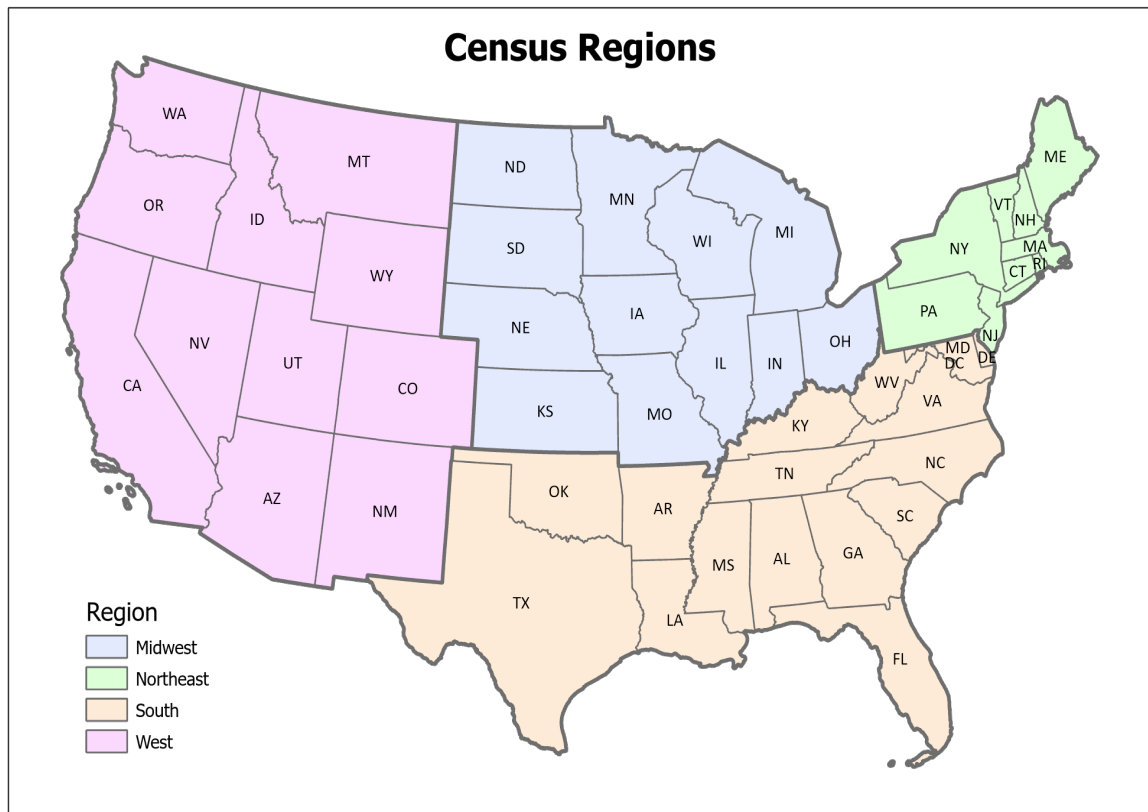 Census Regions
WA
MT
ND
ME
MN
OR
ID
VT
NH
WI
MI
NY
MA
SD
RI
CT
WY
PA
IA
NE
NJ
NV
OH
MD
DE
UT
IL
IN
DC
CA
CO
WV
VA
KS
MO
KY
NC
TN
OK
AZ
NM
AR
SC
GA
MS
AL
TX
LA
FL
Region
Midwest
Northeast
South
West